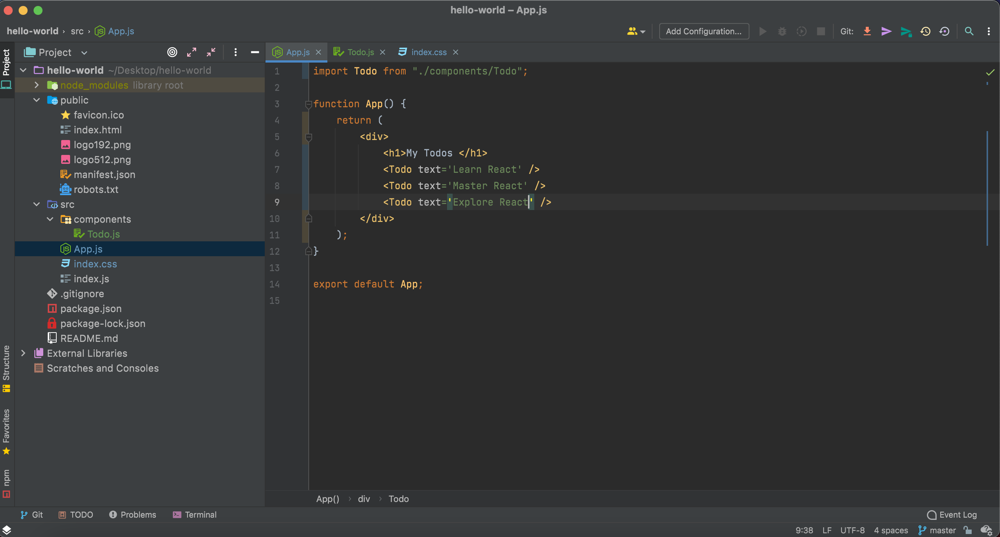 hello-world – App.js
hello-world › src › JS App.js
Add Configuration...
Git:
Project
Project
App.js
Todo.js
index.css
hello-world ~/Desktop/hello-world
node_modules library root
public
favicon.ico
index.html
logo192.png
logo512.png
manifest.json
robots.txt
src
components
Todo.js
JS App.js
index.css
index.js
.gitignore
package.json
package-lock.json
README.md
External Libraries
Scratches and Consoles
Structure
Favorites
npm
1 import Todo from "./components/Todo";
2
3 function App() {
4 return (
5 <div>
6 <h1>My Todos </h1>
7 <Todo text='Learn React' />
8 <Todo text='Master React' />
9 <Todo text='Explore React' />
10 </div>
11 );
12 }
13
14 export default App;
15
App() › div › Todo
Git
TODO
Problems
Terminal
Event Log
9:38 LF UTF-8 4 spaces master